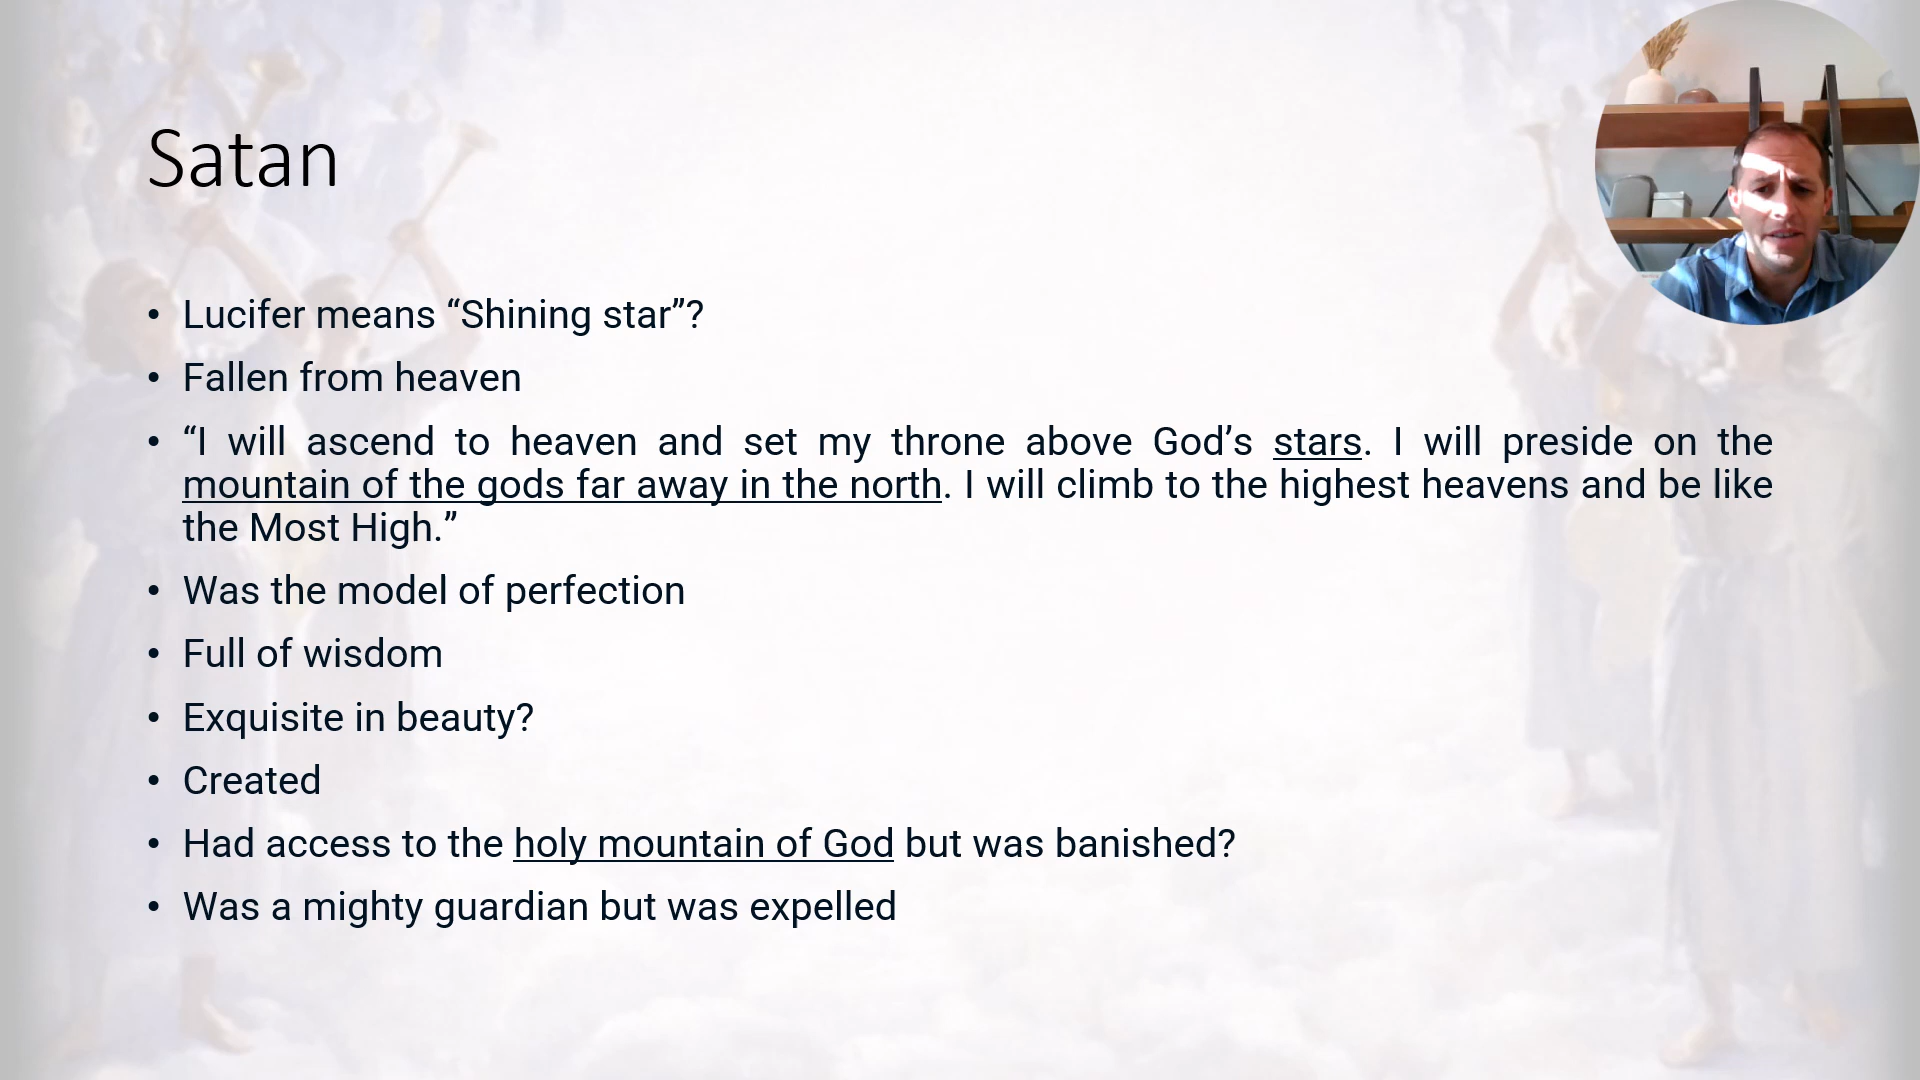 Satan
• Lucifer means “Shining star”?
• Fallen from heaven
• “I will ascend to heaven and set my throne above God’s stars. I will preside on the
mountain of the gods far away in the north. I will climb to the highest heavens and be like
the Most High.”
• Was the model of perfection
• Full of wisdom
• Exquisite in beauty?
• Created
• Had access to the holy mountain of God but was banished?
• Was a mighty guardian but was expelled